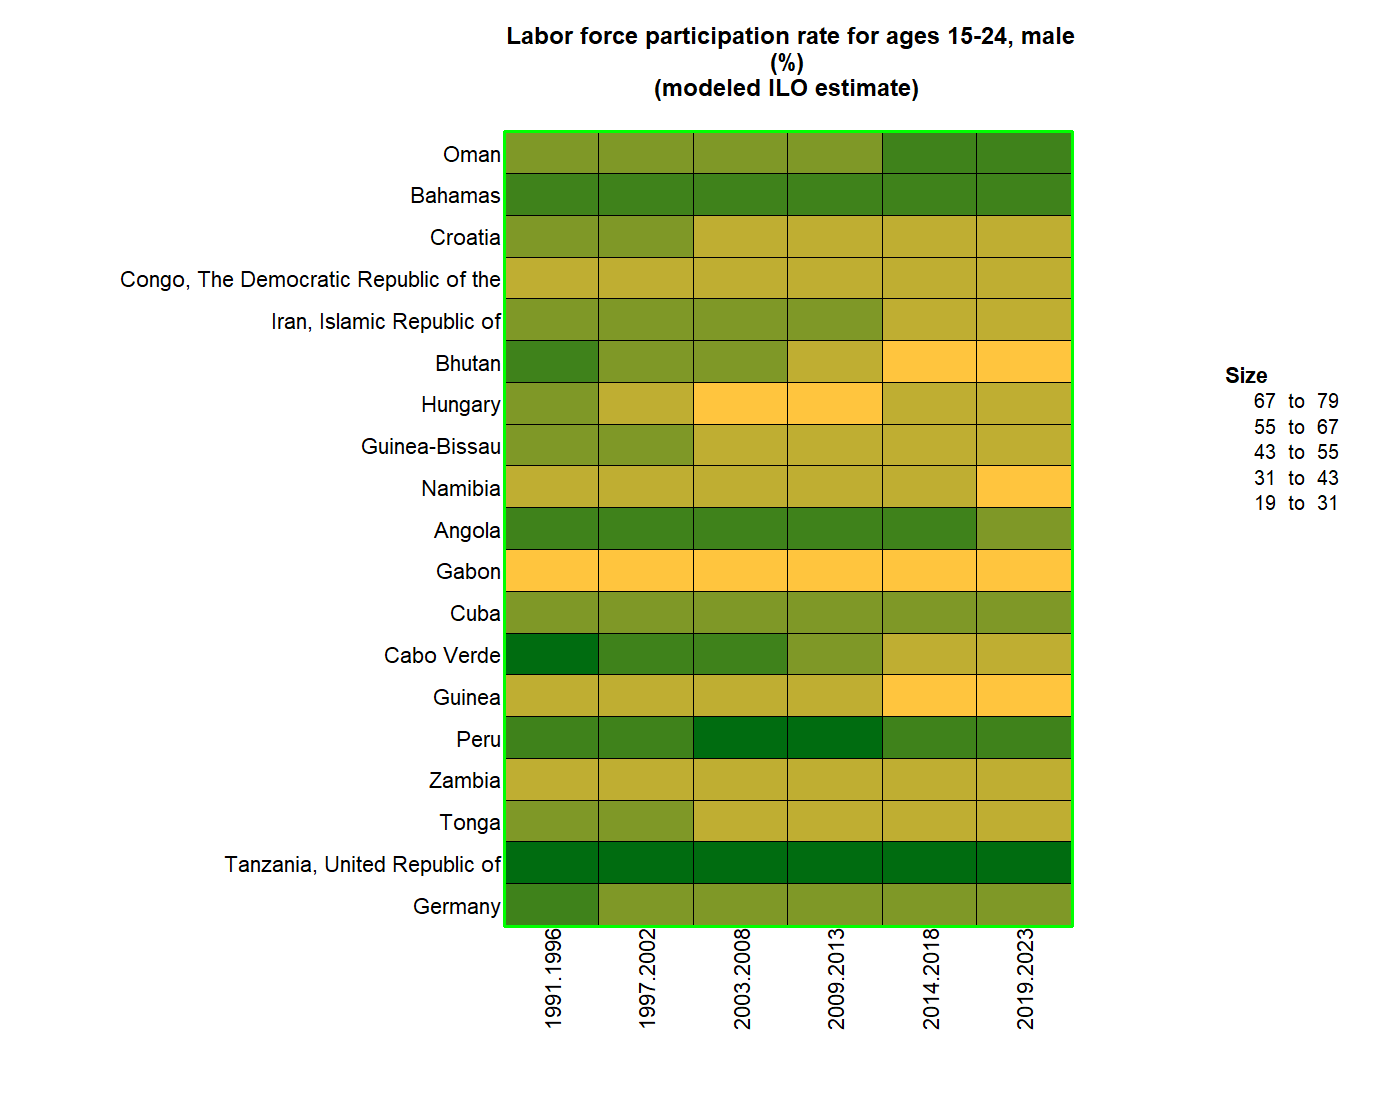 Labor force participation rate for ages 15-24, male
(%)
(modeled ILO estimate)
Oman
Bahamas
Croatia
Congo, The Democratic Republic of the
Iran, Islamic Republic of
Bhutan
Hungary
Guinea-Bissau
Namibia
Angola
Gabon
Cuba
Cabo Verde
Guinea
Peru
Zambia
Tonga
Tanzania, United Republic of
Germany
1991.1996
1997.2002
2003.2008
2009.2013
2014.2018
2019.2023
Size
67 to 79
55 to 67
43 to 55
31 to 43
19 to 31